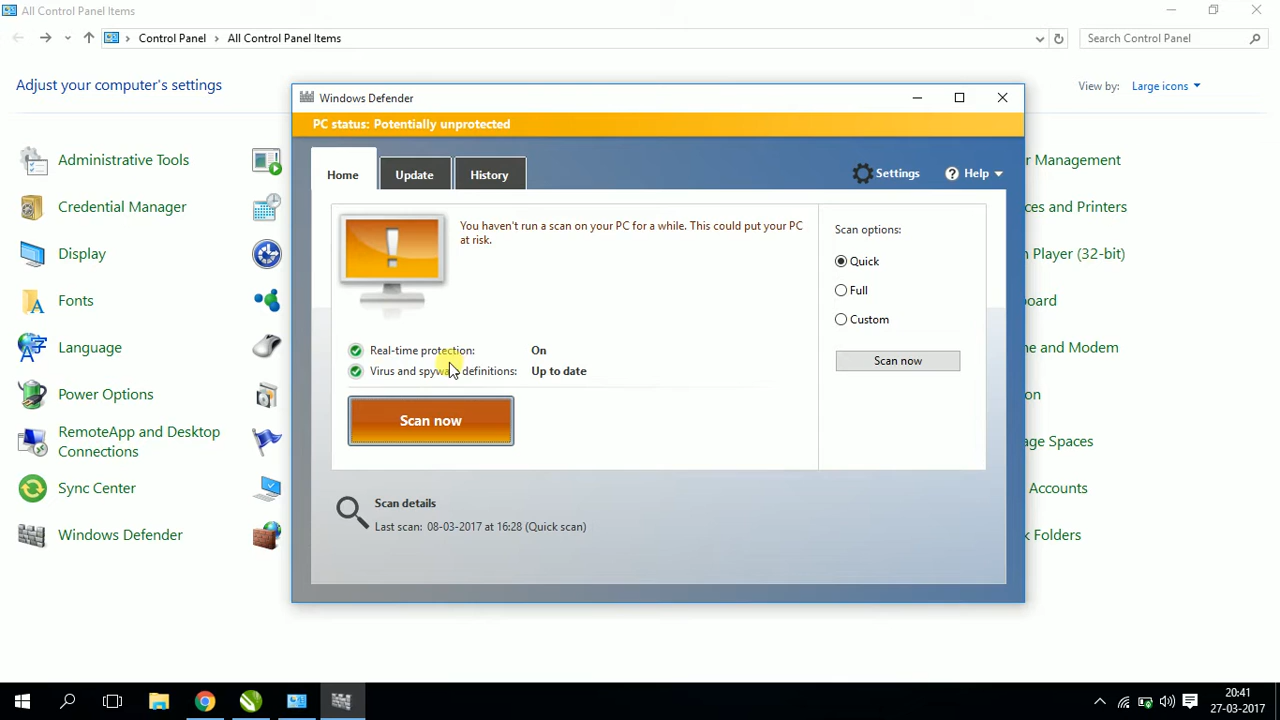 All Control Panel Items
Control Panel
All Control Panel Items
Search Control Panel
Adjust your computer's settings
View by:
Large icons
Administrative Tools
Credential Manager
Display
Fonts
Language
Power Options
RemoteApp and Desktop
Connections
Sync Center
Windows Defender
Windows Defender
PC status: Potentially unprotected
Home
Update
History
Settings
? Help
You haven't run a scan on your PC for a while. This could put your PC
at risk.
!
Real-time protection:
On
Virus and spyware definitions:
Up to date
Scan now
Scan options:
Quick
Full
Custom
Scan now
Scan details
Last scan: 08-03-2017 at 16:28 (Quick scan)
Management
and Printers
Player (32-bit)
and Modem
Spaces
Accounts
Folders
20:41
27-03-2017